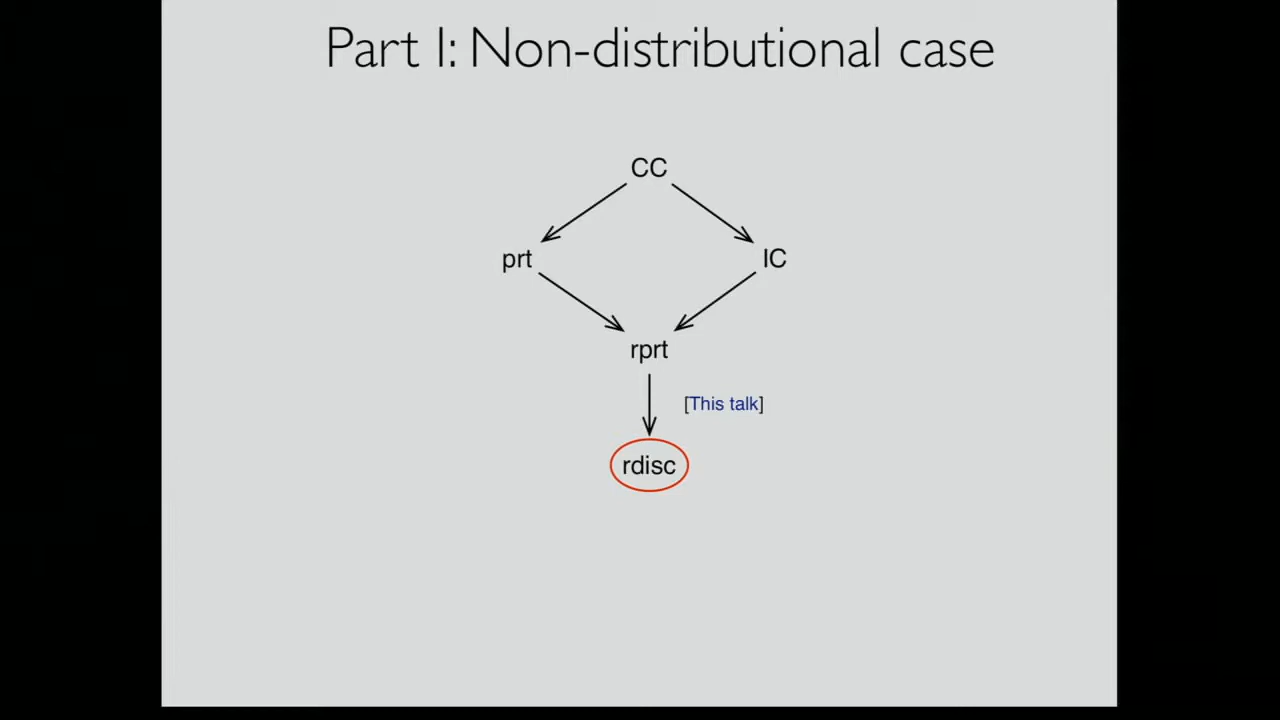 Part I: Non-distributional case
CC
prt IC
rprt
[This talk]
rdisc